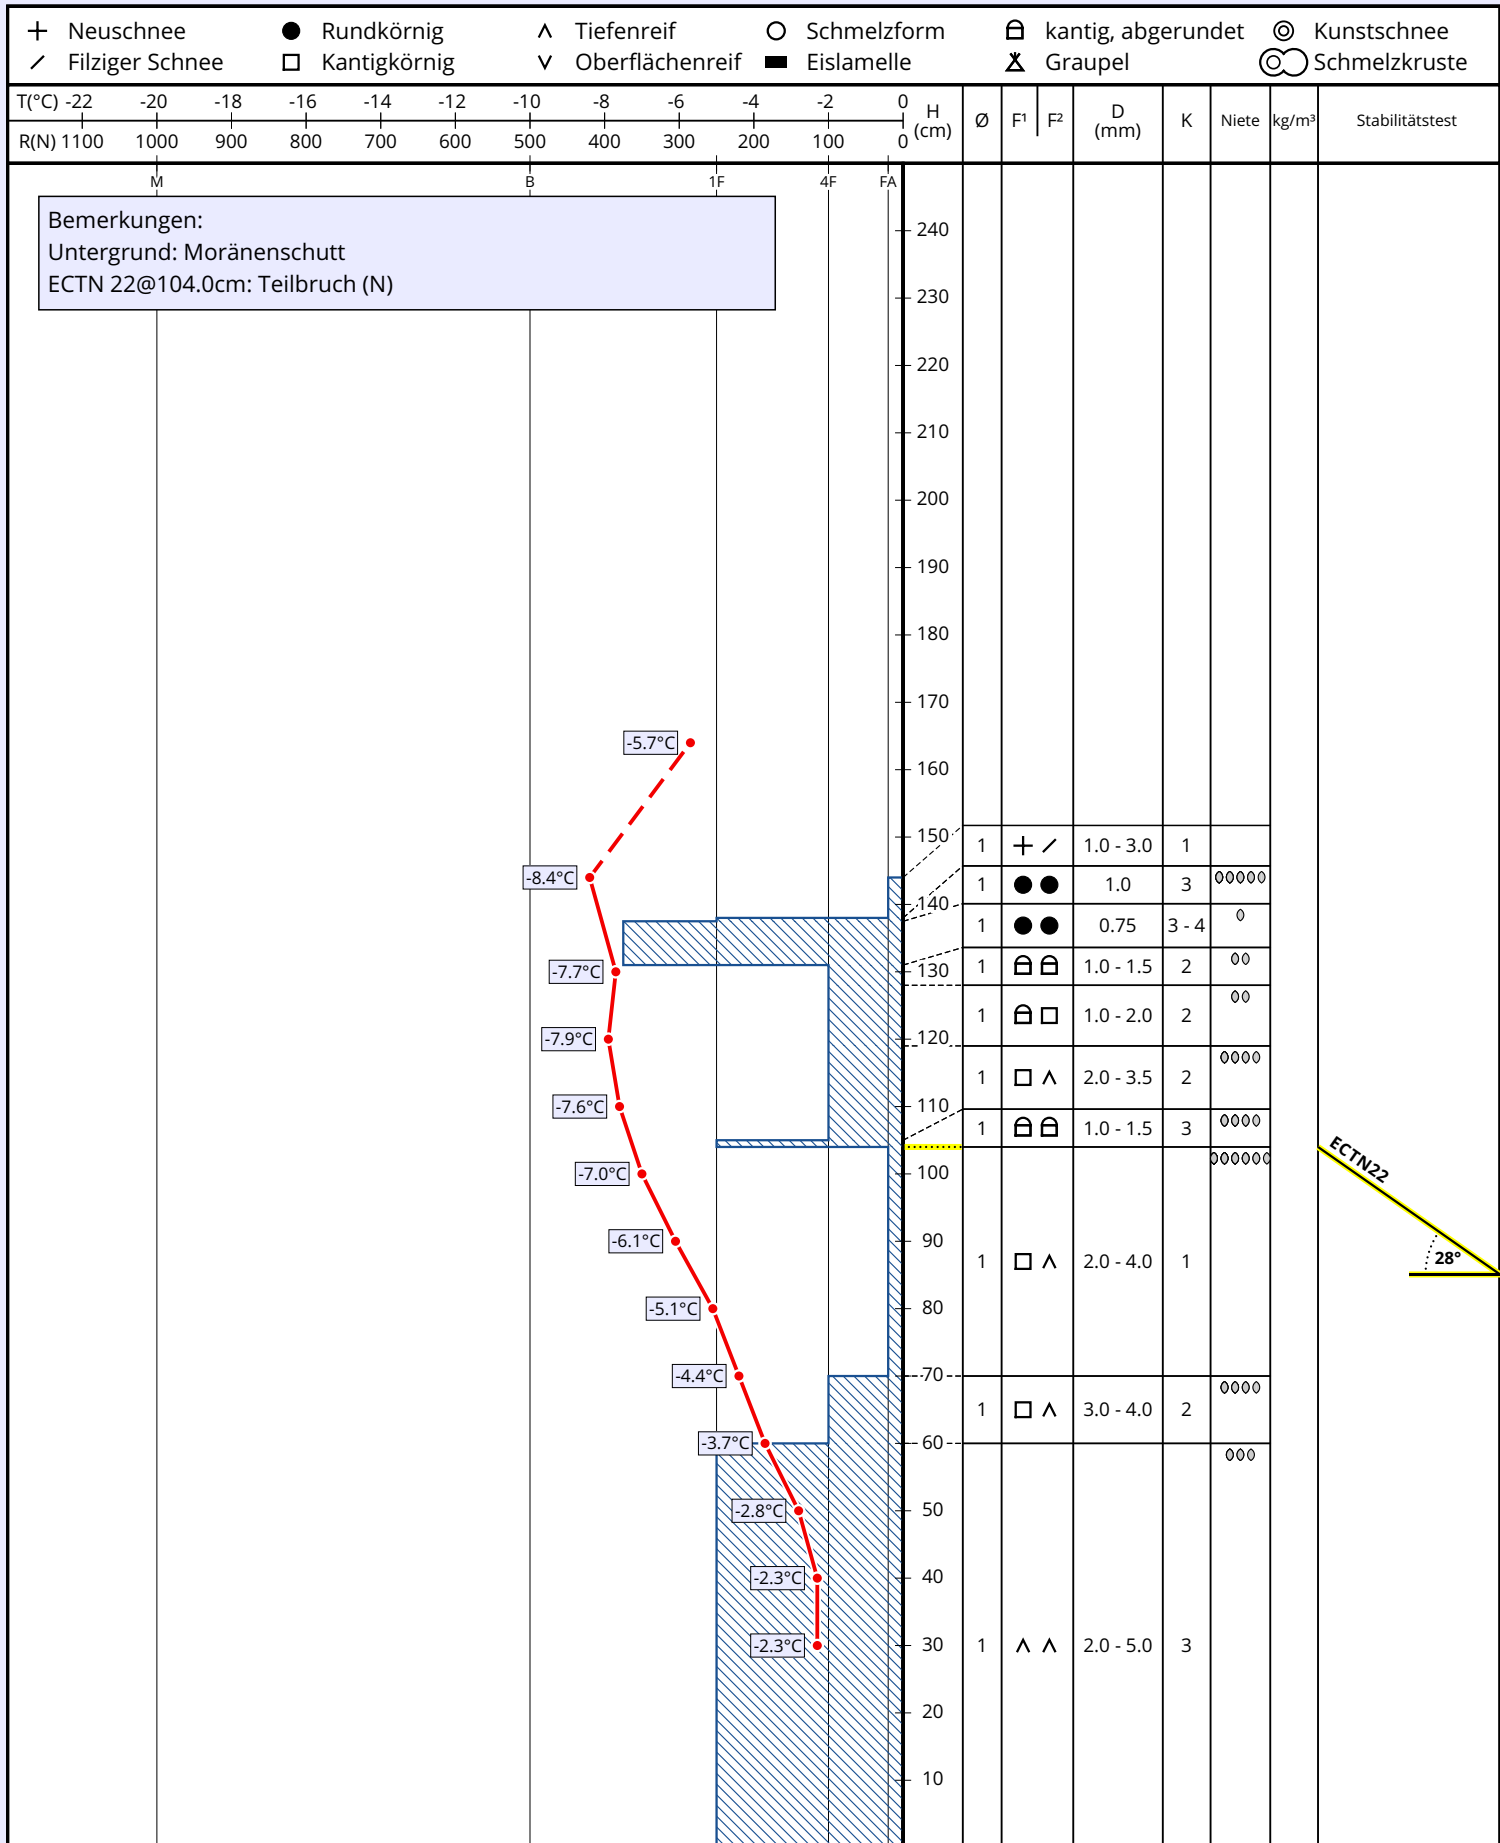 Neuschnee Rundkörnig Tiefenreif Schmelzform kantig, abgerundet Kunstschnee
Filziger Schnee Kantigkörnig Oberflächenreif Eislamelle Graupel Schmelzkruste
T(°C) -22 -20 -18 -16 -14 -12 -10 -8 -6 -4 -2 0
R(N) 1100 1000 900 800 700 600 500 400 300 200 100 0
H (cm) Ø F¹ F² D (mm) K Niete kg/m³ Stabilitätstest
M B 1F 4F FA
Bemerkungen:
Untergrund: Moränenschutt
ECTN 22@104.0cm: Teilbruch (N)
240
230
220
210
200
190
180
170
-5.7°C
160
150
1 1.0 - 3.0 1
-8.4°C
1 1.0 3
140
1 0.75 3 - 4
-7.7°C 130
1 1.0 - 1.5 2
1 1.0 - 2.0 2
-7.9°C 120
1 2.0 - 3.5 2
-7.6°C 110
1 1.0 - 1.5 3
ECTN22
-7.0°C 100
-6.1°C 90
1 2.0 - 4.0 1
28°
-5.1°C 80
-4.4°C 70
1 3.0 - 4.0 2
-3.7°C 60
-2.8°C 50
-2.3°C 40
-2.3°C 30
1 2.0 - 5.0 3
20
10